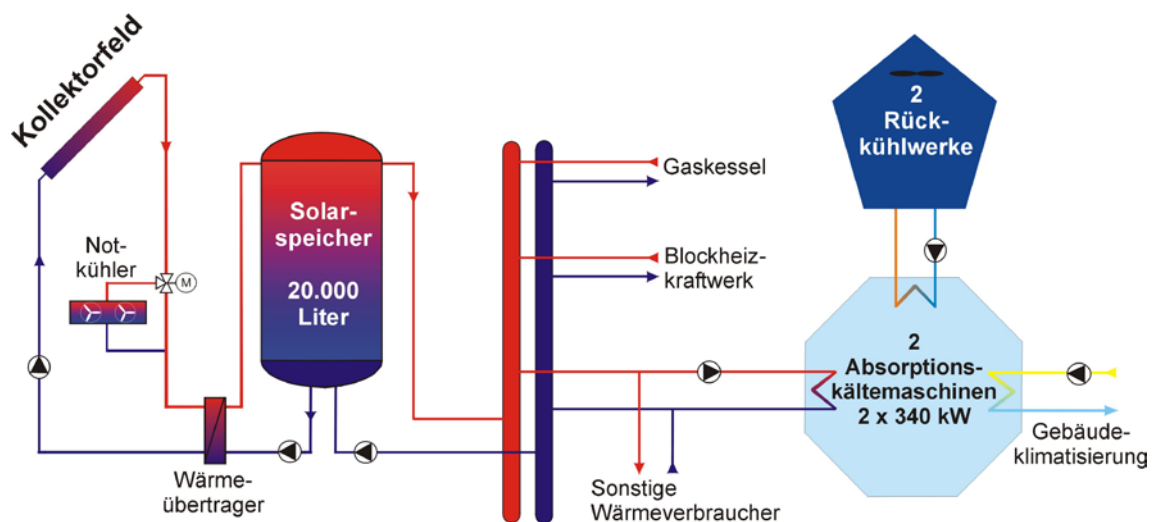 Kollektorfeld
Not-
kühler
M
Wärme-
übertrager
Solar-
speicher
20.000
Liter
Gaskessel
Blockheiz-
kraftwerk
Sonstige
Wärmeverbraucher
2
Rück-
kühlwerke
2
Absorptions-
kältemaschinen
2 x 340 kW
Gebäude-
klimatisierung